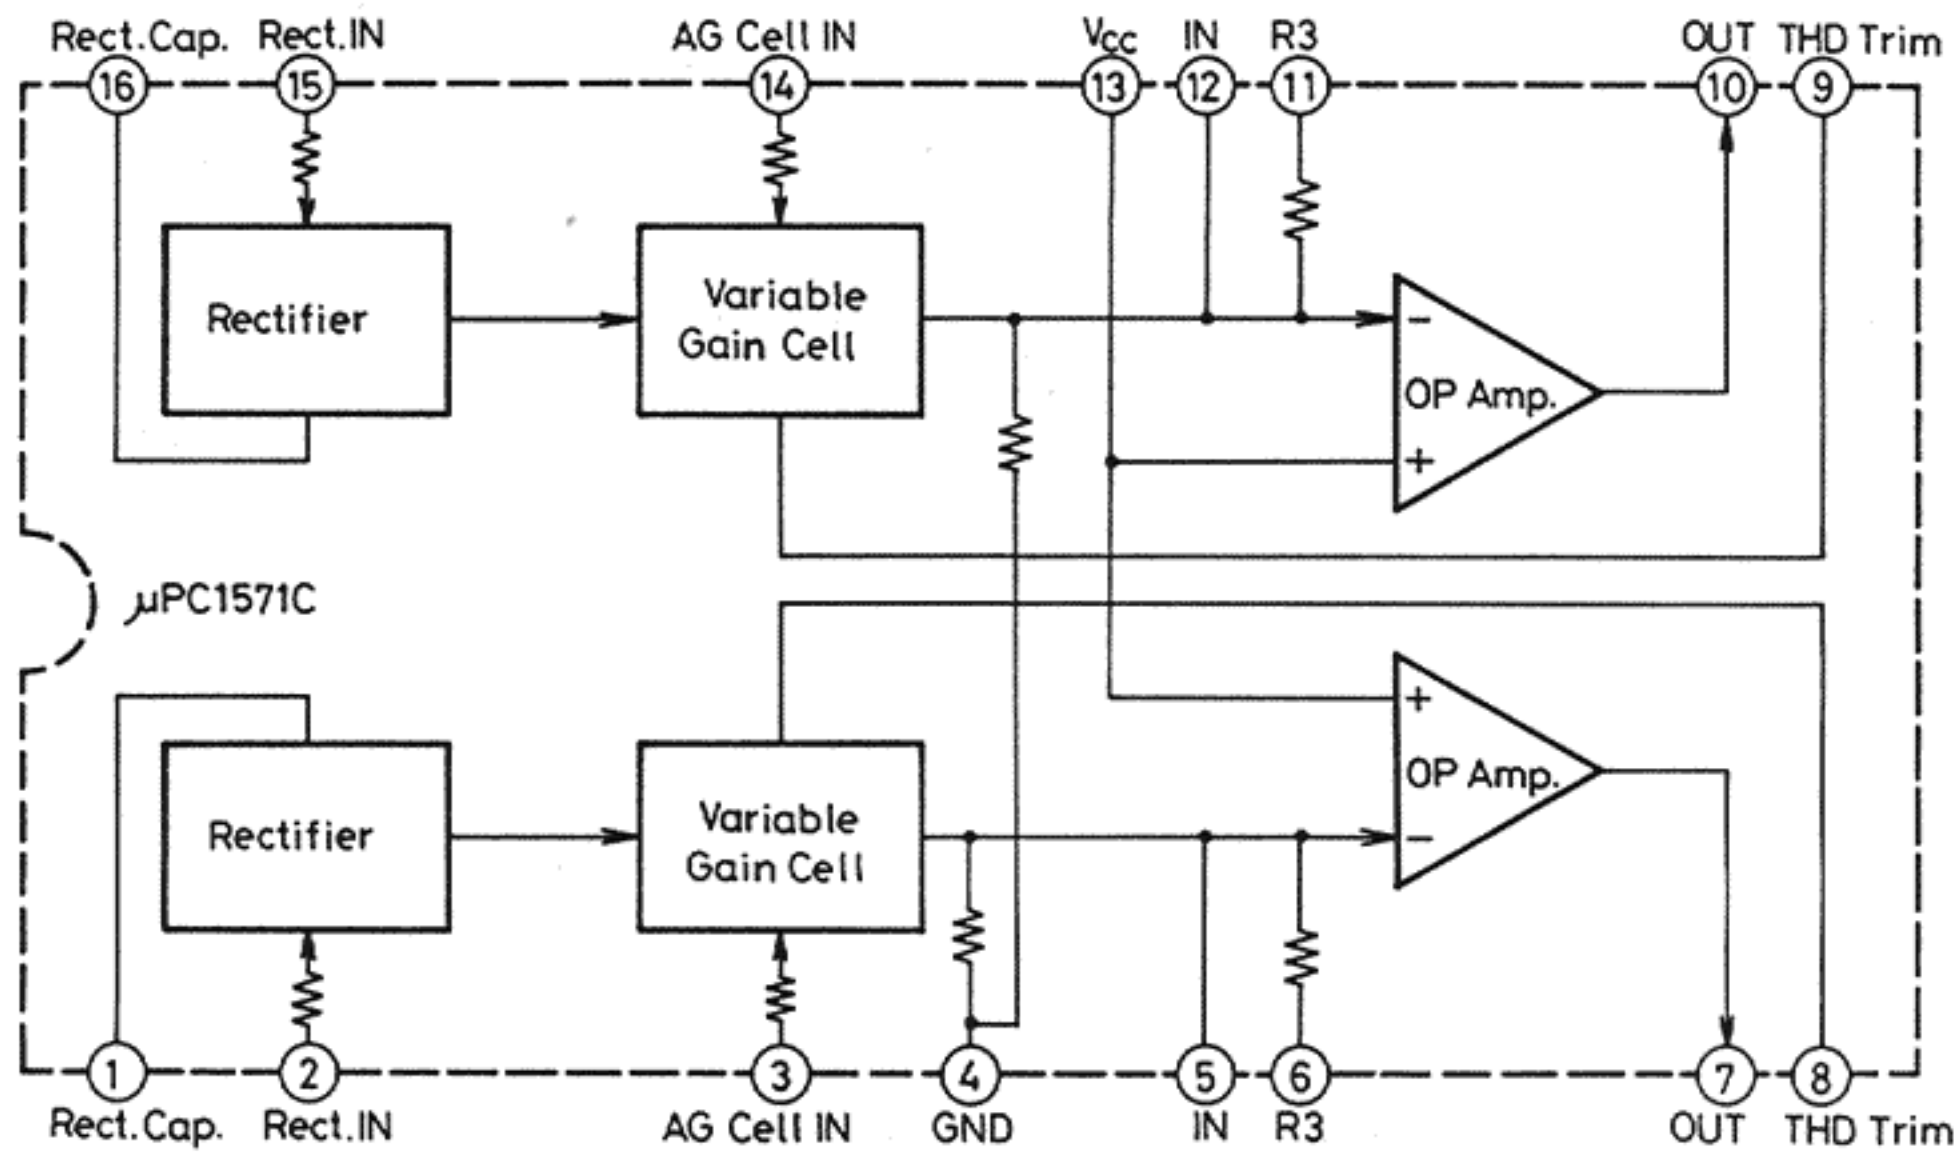 Rect.Cap. Rect.IN AG Cell IN VCC IN R3 OUT THD Trim
16 15 14 13 12 11 10 9
Rectifier
Variable
Gain Cell
−
OP Amp.
+
μPC1571C
+
OP Amp.
−
Rectifier
Variable
Gain Cell
1 2 3 4 5 6 7 8
Rect.Cap. Rect.IN AG Cell IN GND IN R3 OUT THD Trim